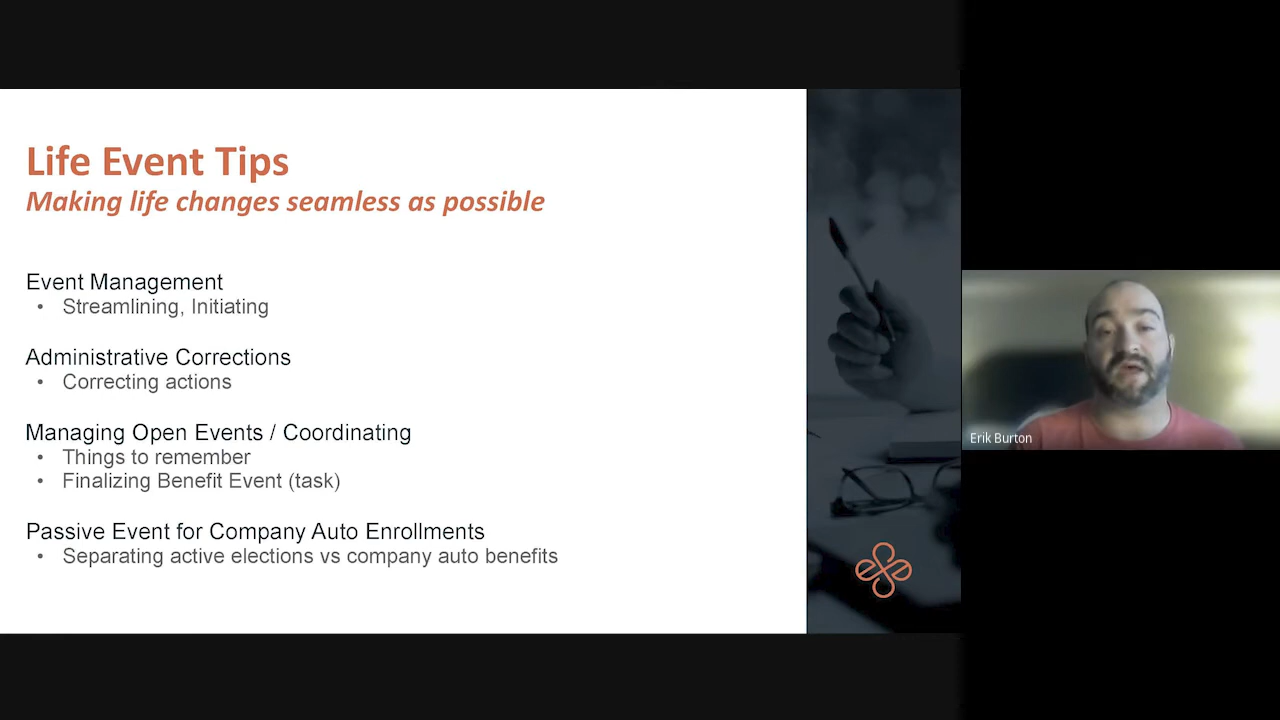 Life Event Tips
Making life changes seamless as possible
Event Management
• Streamlining, Initiating
Administrative Corrections
• Correcting actions
Managing Open Events / Coordinating
• Things to remember
• Finalizing Benefit Event (task)
Passive Event for Company Auto Enrollments
• Separating active elections vs company auto benefits
Erik Burton